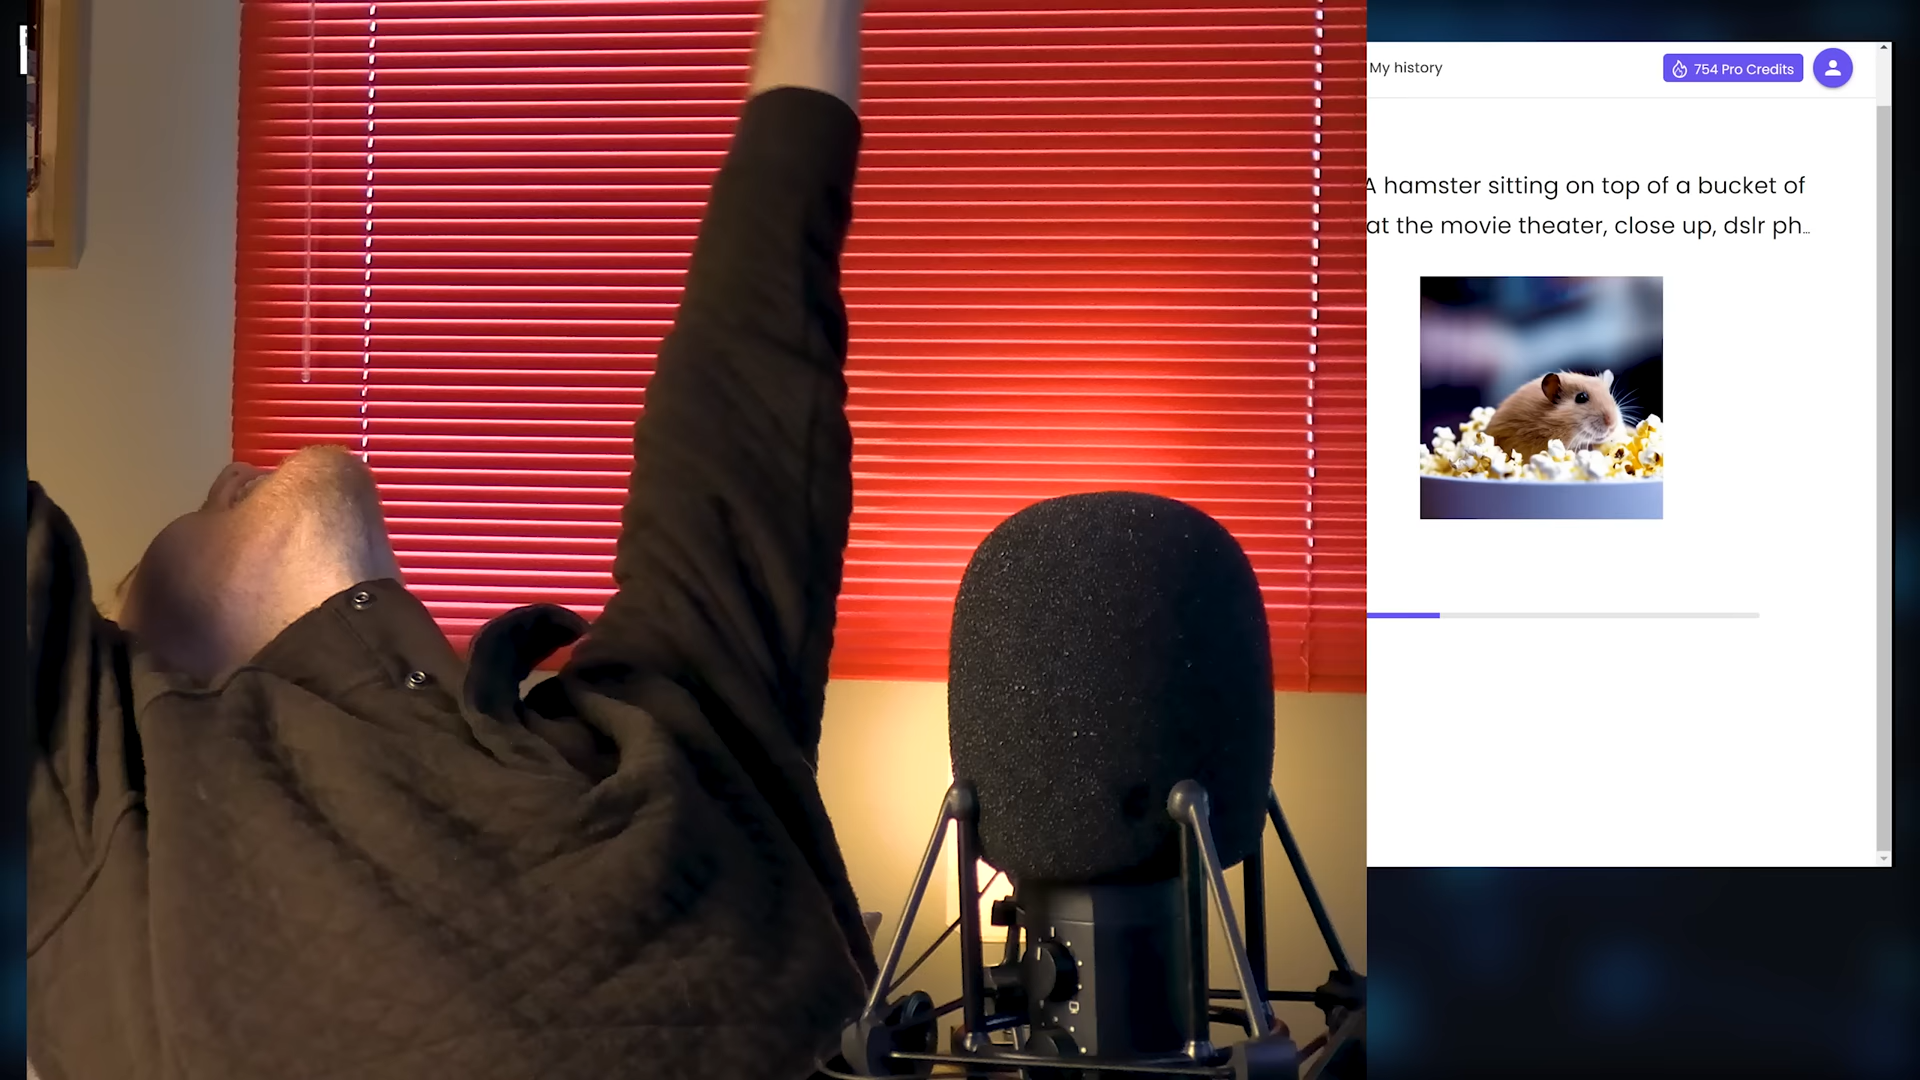 My history
754 Pro Credits
A hamster sitting on top of a bucket of
at the movie theater, close up, dslr ph...